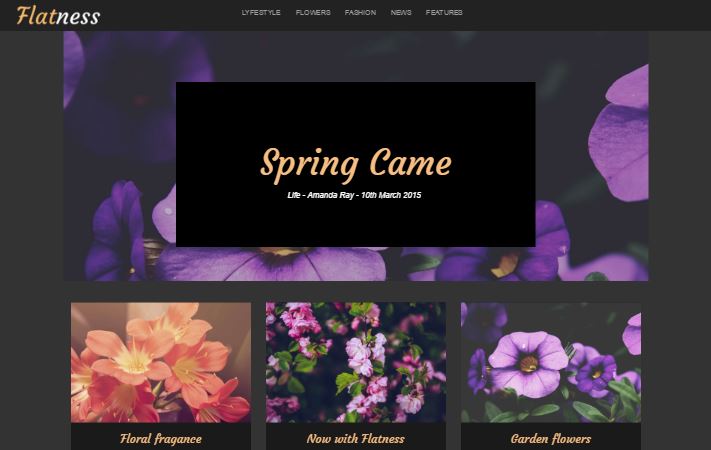 Flatness
LYFESTYLE FLOWERS FASHION NEWS FEATURES
Spring Came
Life - Amanda Ray - 10th March 2015
Floral fragance
Now with Flatness
Garden flowers